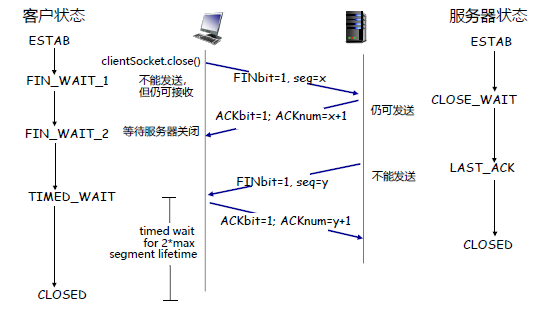 客户状态
服务器状态
ESTAB
ESTAB
clientSocket.close()
FIN_WAIT_1
不能发送，
但仍可接收
FINbit=1, seq=x
CLOSE_WAIT
ACKbit=1; ACKnum=x+1
仍可发送
FIN_WAIT_2
等待服务器关闭
LAST_ACK
FINbit=1, seq=y
不能发送
TIMED_WAIT
ACKbit=1; ACKnum=y+1
timed wait
for 2*max
segment lifetime
CLOSED
CLOSED